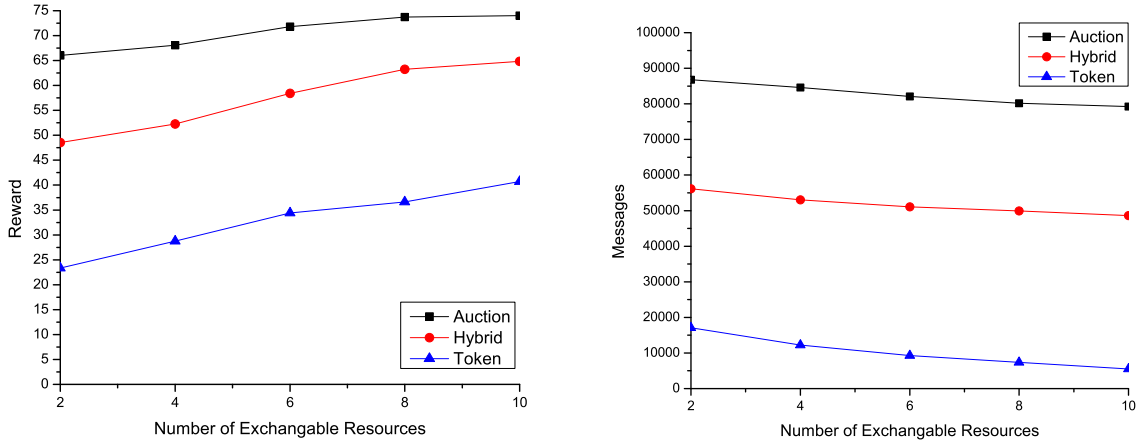 75
70
65
60
55
50
45
40
35
30
25
20
15
10
5
0
Reward
2 4 6 8 10
Number of Exchangable Resources
Auction
Hybrid
Token
100000
90000
80000
70000
60000
50000
40000
30000
20000
10000
0
Messages
2 4 6 8 10
Number of Exchangable Resources
Auction
Hybrid
Token